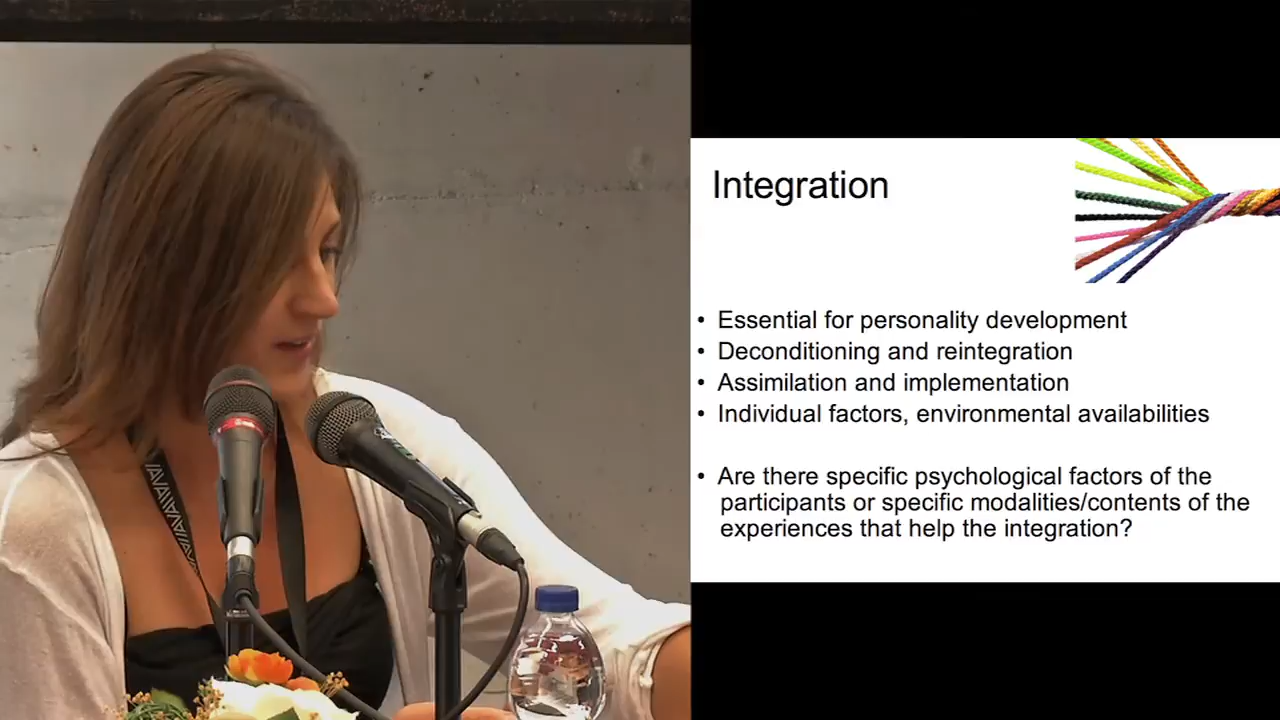 Integration
• Essential for personality development
• Deconditioning and reintegration
• Assimilation and implementation
• Individual factors, environmental availabilities
• Are there specific psychological factors of the
participants or specific modalities/contents of the
experiences that help the integration?